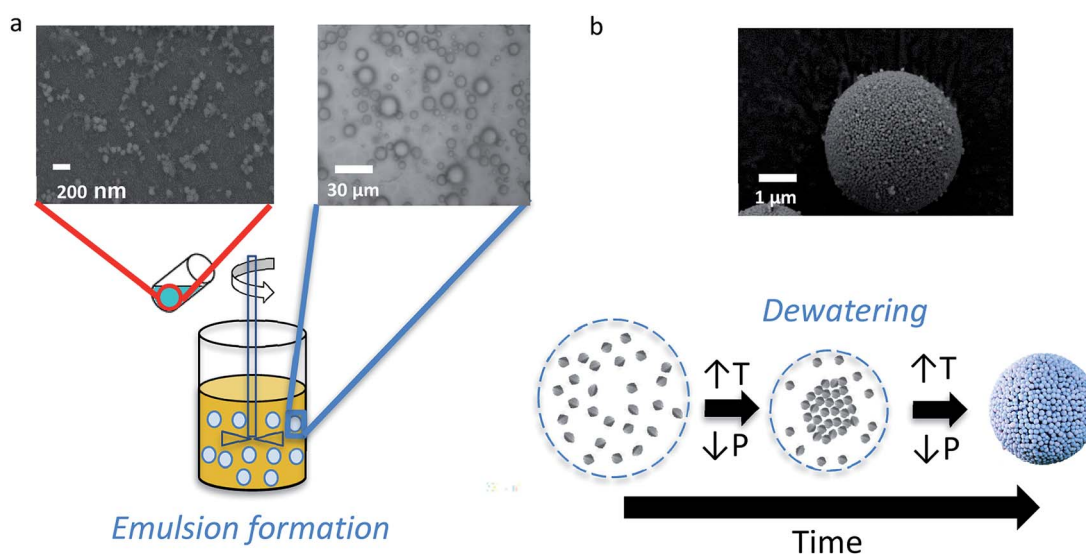 a
200 nm
30 µm
Emulsion formation
b
1 µm
Dewatering
↑T
↓P
↑T
↓P
Time